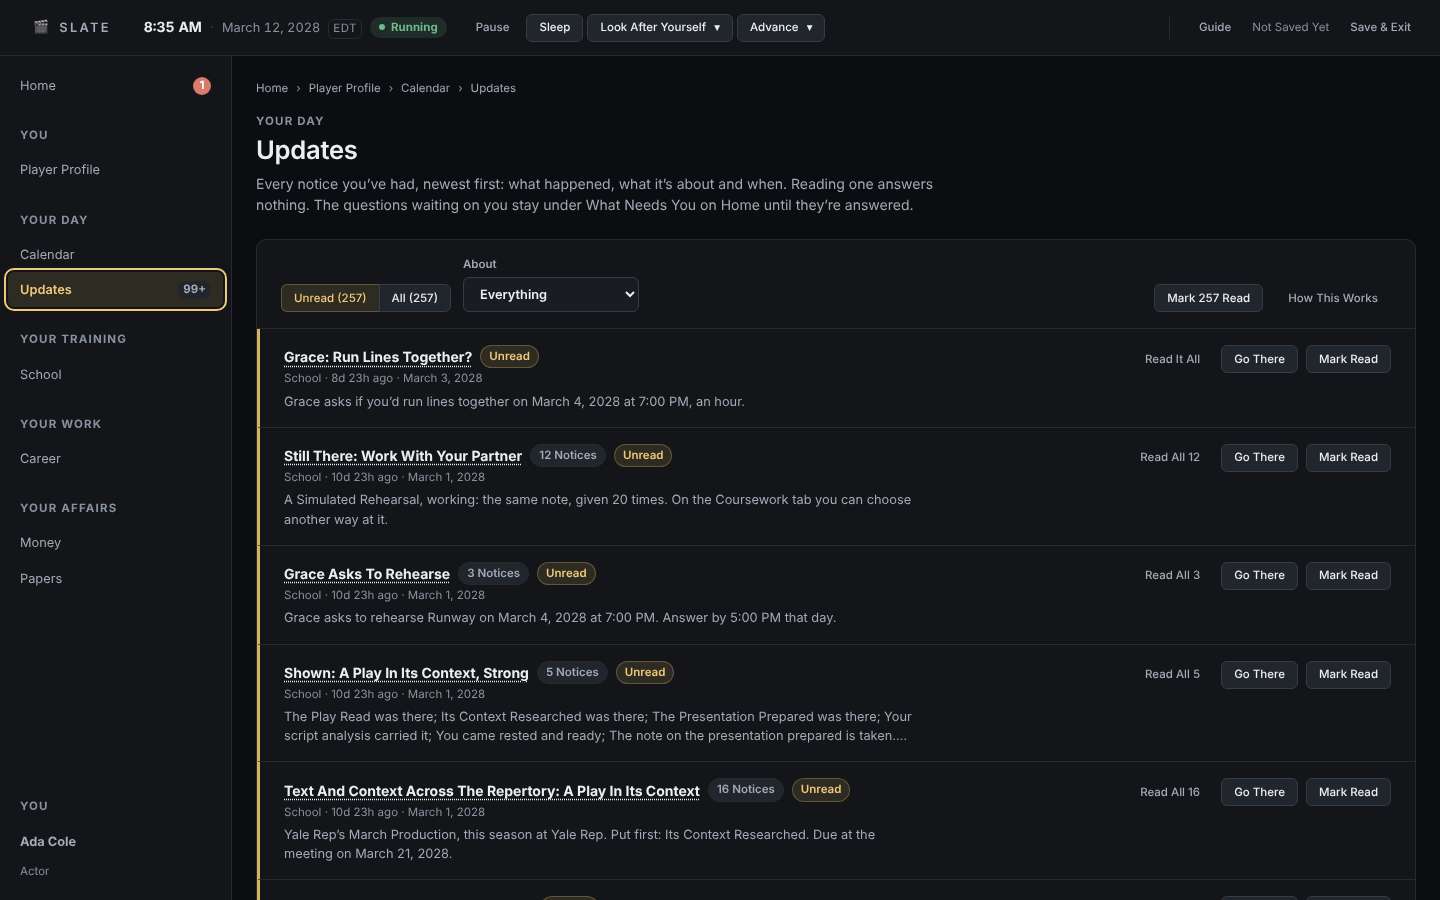 SLATE
8:35 AM · March 12, 2028 EDT Running
Pause Sleep Look After Yourself ▾ Advance ▾
Guide Not Saved Yet Save & Exit
Home 1
YOU
Player Profile
YOUR DAY
Calendar
Updates 99+
YOUR TRAINING
School
YOUR WORK
Career
YOUR AFFAIRS
Money
Papers
YOU
Ada Cole
Actor
Home › Player Profile › Calendar › Updates
YOUR DAY
Updates
Every notice you’ve had, newest first: what happened, what it’s about and when. Reading one answers
nothing. The questions waiting on you stay under What Needs You on Home until they’re answered.
About
Unread (257) All (257) Everything Mark 257 Read How This Works
Grace: Run Lines Together? Unread Read It All Go There Mark Read
School · 8d 23h ago · March 3, 2028
Grace asks if you’d run lines together on March 4, 2028 at 7:00 PM, an hour.
Still There: Work With Your Partner 12 Notices Unread Read All 12 Go There Mark Read
School · 10d 23h ago · March 1, 2028
A Simulated Rehearsal, working: the same note, given 20 times. On the Coursework tab you can choose
another way at it.
Grace Asks To Rehearse 3 Notices Unread Read All 3 Go There Mark Read
School · 10d 23h ago · March 1, 2028
Grace asks to rehearse Runway on March 4, 2028 at 7:00 PM. Answer by 5:00 PM that day.
Shown: A Play In Its Context, Strong 5 Notices Unread Read All 5 Go There Mark Read
School · 10d 23h ago · March 1, 2028
The Play Read was there; Its Context Researched was there; The Presentation Prepared was there; Your
script analysis carried it; You came rested and ready; The note on the presentation prepared is taken....
Text And Context Across The Repertory: A Play In Its Context 16 Notices Unread Read All 16 Go There Mark Read
School · 10d 23h ago · March 1, 2028
Yale Rep’s March Production, this season at Yale Rep. Put first: Its Context Researched. Due at the
meeting on March 21, 2028.